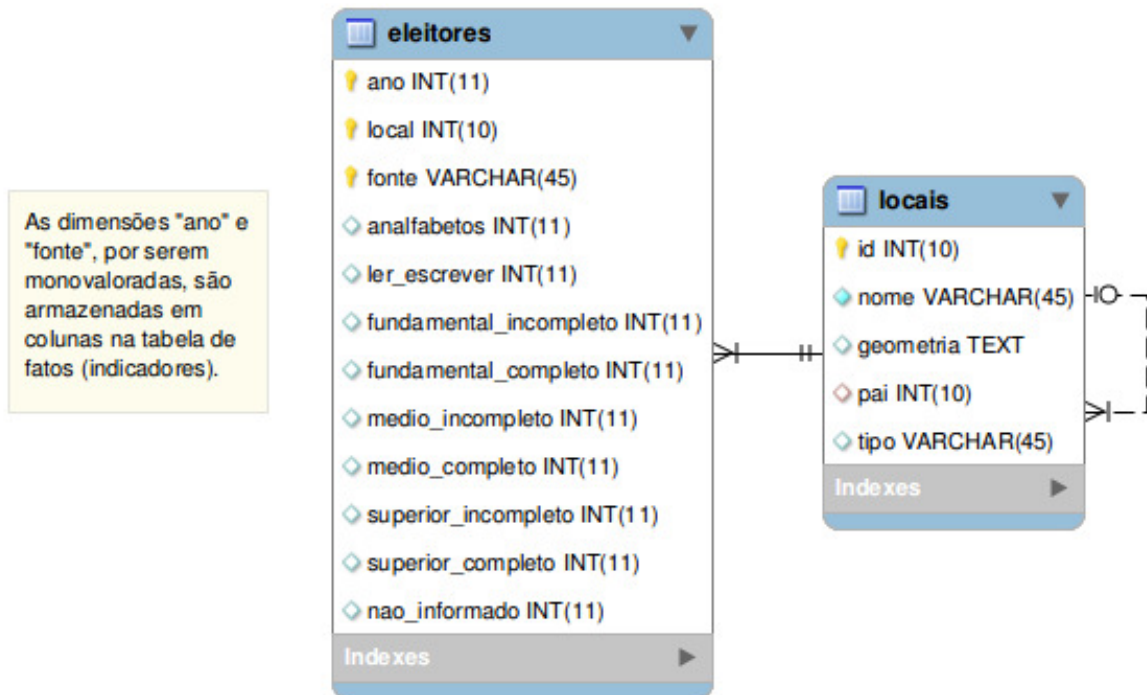 As dimensões "ano" e
"fonte", por serem
monovaloradas, são
armazenadas em
colunas na tabela de
fatos (indicadores).
eleitores
ano INT(11)
local INT(10)
fonte VARCHAR(45)
analfabetos INT(11)
ler_escrever INT(11)
fundamental_incompleto INT(11)
fundamental_completo INT(11)
medio_incompleto INT(11)
medio_completo INT(11)
superior_incompleto INT(11)
superior_completo INT(11)
nao_informado INT(11)
Indexes
locais
id INT(10)
nome VARCHAR(45)
geometria TEXT
pai INT(10)
tipo VARCHAR(45)
Indexes